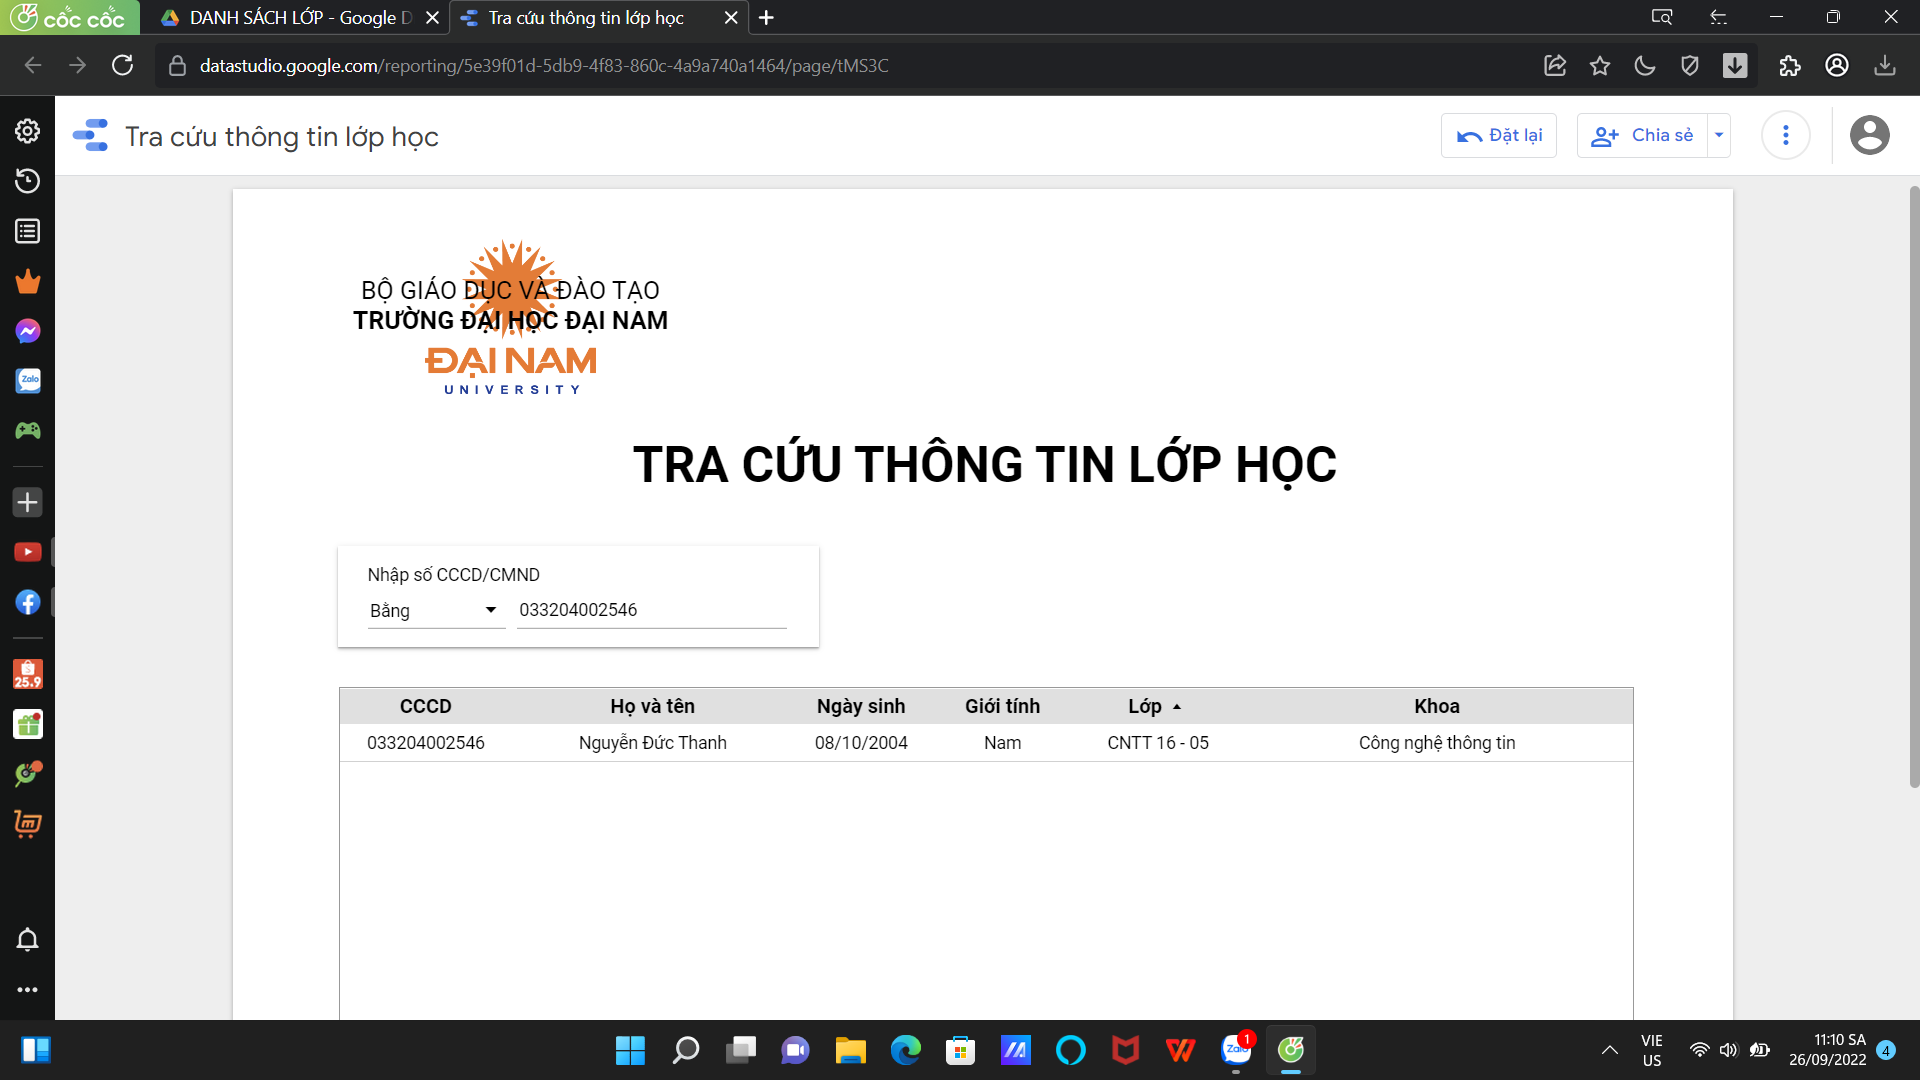 cốc cốc
DANH SÁCH LỚP - Google D
Tra cứu thông tin lớp học
datastudio.google.com/reporting/5e39f01d-5db9-4f83-860c-4a9a740a1464/page/tMS3C
Tra cứu thông tin lớp học
Đặt lại
Chia sẻ
BỘ GIÁO DỤC VÀ ĐÀO TẠO
TRƯỜNG ĐẠI HỌC ĐẠI NAM
ĐẠI NAM
UNIVERSITY
TRA CỨU THÔNG TIN LỚP HỌC
Nhập số CCCD/CMND
Bằng 033204002546
CCCD Họ và tên Ngày sinh Giới tính Lớp Khoa
033204002546 Nguyễn Đức Thanh 08/10/2004 Nam CNTT 16 - 05 Công nghệ thông tin
Zalo
25.9
Zalo 1
VIE
US
11:10 SA
26/09/2022
4